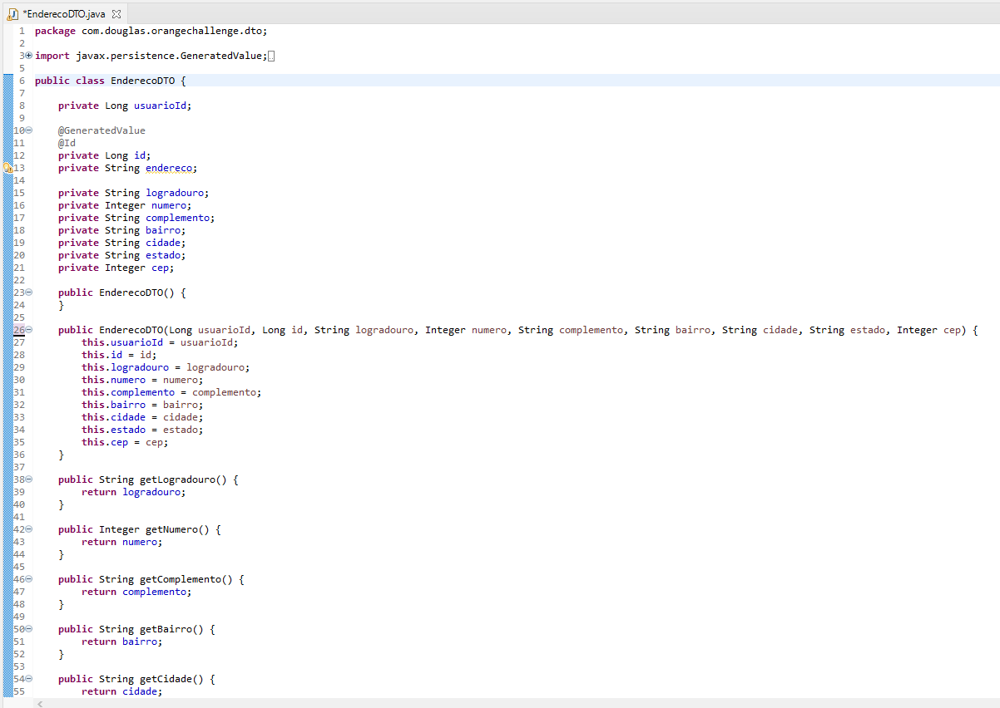 *EnderecoDTO.java
1 package com.douglas.orangechallenge.dto;
2
3 import javax.persistence.GeneratedValue;
5
6 public class EnderecoDTO {
7
8 private Long usuarioId;
9
10 @GeneratedValue
11 @Id
12 private Long id;
13 private String endereco;
14
15 private String logradouro;
16 private Integer numero;
17 private String complemento;
18 private String bairro;
19 private String cidade;
20 private String estado;
21 private Integer cep;
22
23 public EnderecoDTO() {
24 }
25
26 public EnderecoDTO(Long usuarioId, Long id, String logradouro, Integer numero, String complemento, String bairro, String cidade, String estado, Integer cep) {
27 this.usuarioId = usuarioId;
28 this.id = id;
29 this.logradouro = logradouro;
30 this.numero = numero;
31 this.complemento = complemento;
32 this.bairro = bairro;
33 this.cidade = cidade;
34 this.estado = estado;
35 this.cep = cep;
36 }
37
38 public String getLogradouro() {
39 return logradouro;
40 }
41
42 public Integer getNumero() {
43 return numero;
44 }
45
46 public String getComplemento() {
47 return complemento;
48 }
49
50 public String getBairro() {
51 return bairro;
52 }
53
54 public String getCidade() {
55 return cidade;